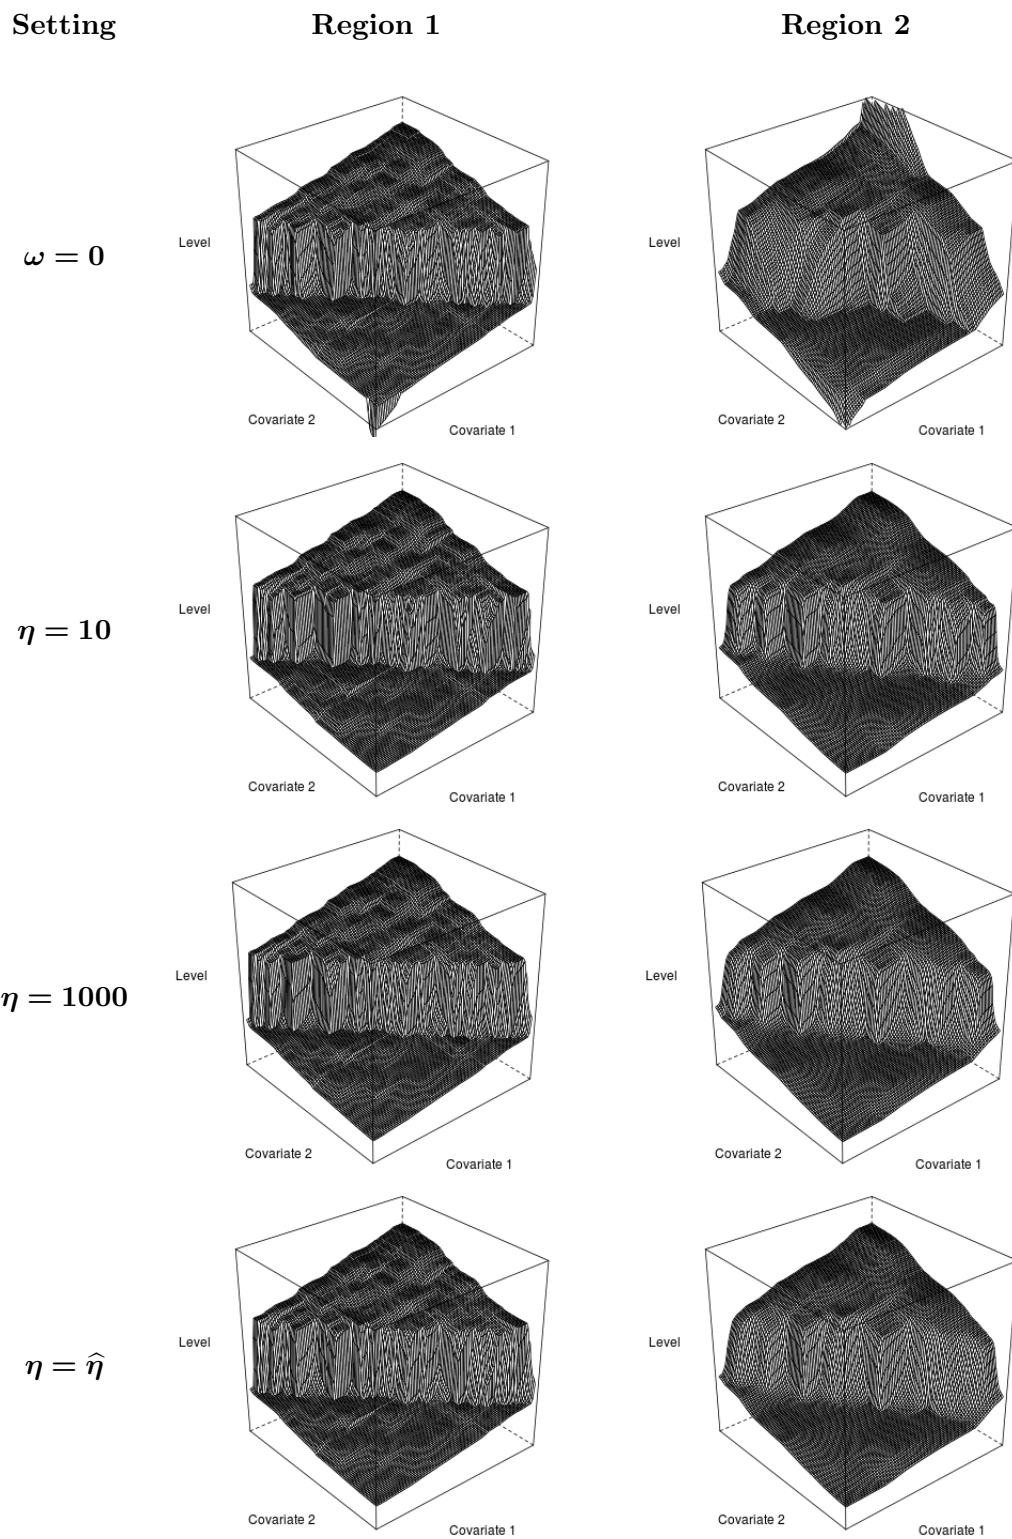 Setting Region 1 Region 2
ω = 0
Level
Covariate 2
Covariate 1
Level
Covariate 2
Covariate 1
η = 10
Level
Covariate 2
Covariate 1
Level
Covariate 2
Covariate 1
η = 1000
Level
Covariate 2
Covariate 1
Level
Covariate 2
Covariate 1
η = η̂
Level
Covariate 2
Covariate 1
Level
Covariate 2
Covariate 1